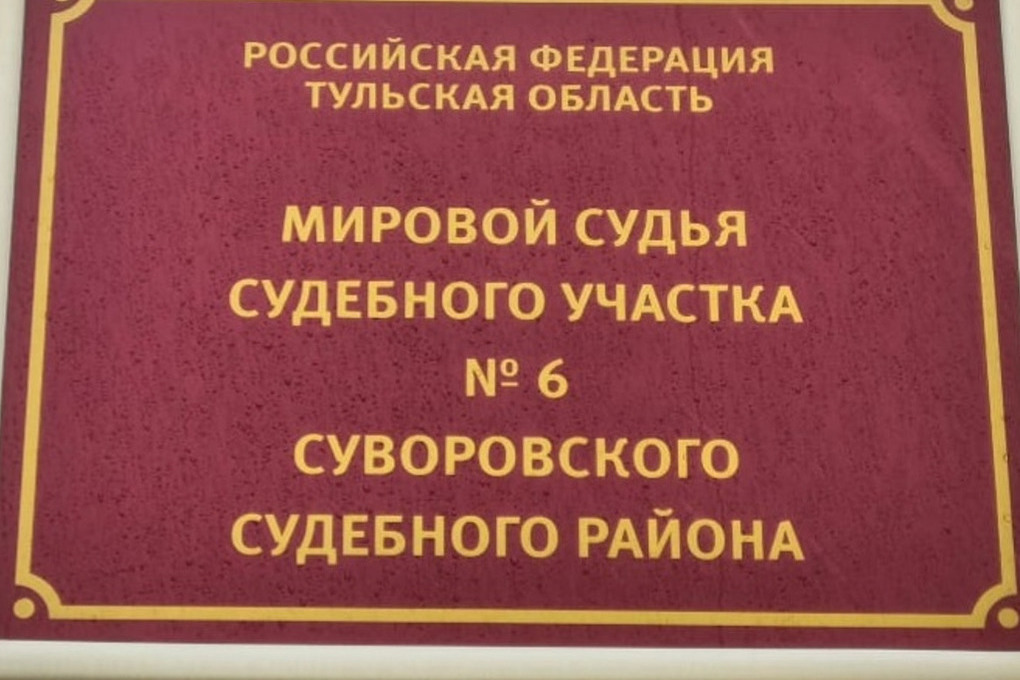 РОССИЙСКАЯ ФЕДЕРАЦИЯ
ТУЛЬСКАЯ ОБЛАСТЬ
МИРОВОЙ СУДЬЯ
СУДЕБНОГО УЧАСТКА
№ 6
СУВОРОВСКОГО
СУДЕБНОГО РАЙОНА